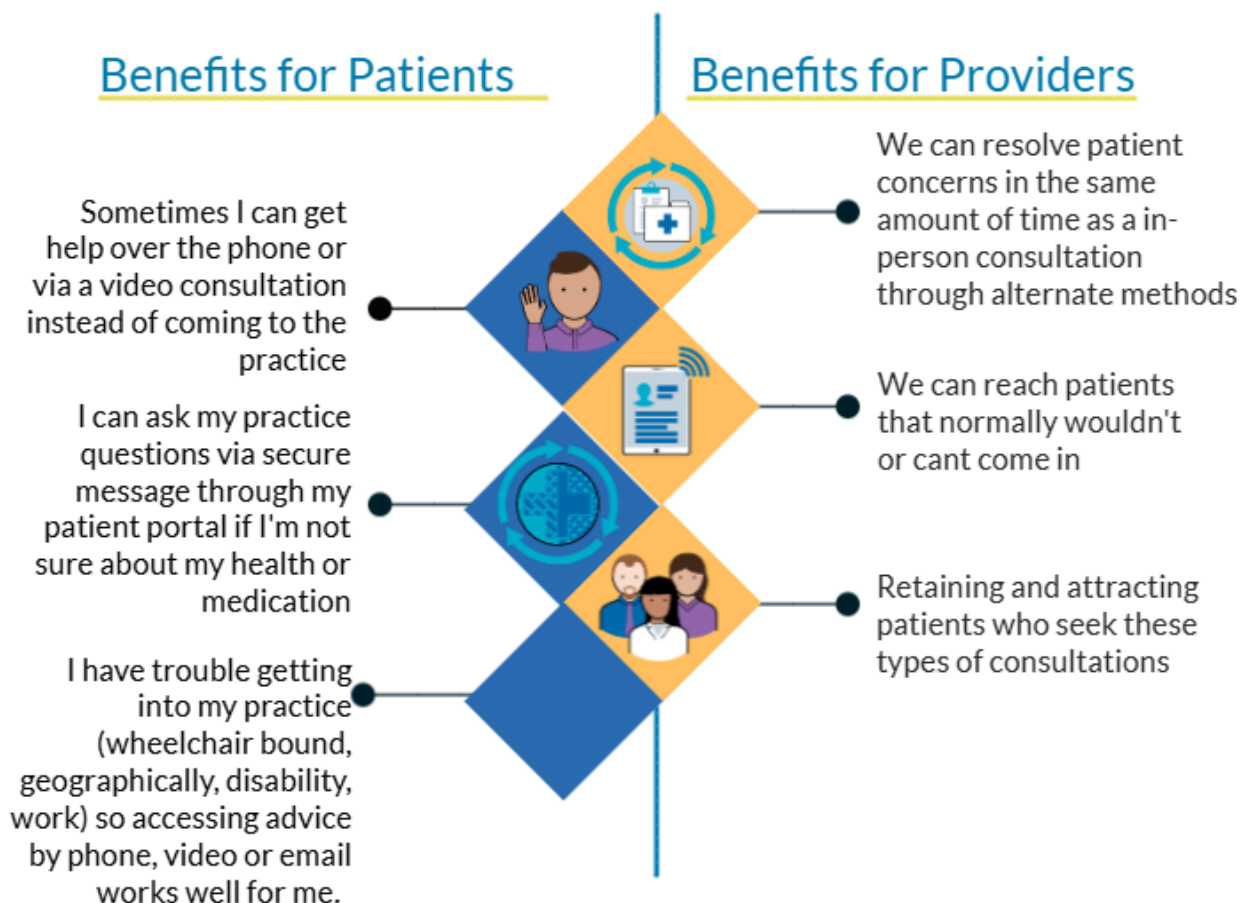 Benefits for Patients
Sometimes I can get
help over the phone or
via a video consultation
instead of coming to the
practice
I can ask my practice
questions via secure
message through my
patient portal if I'm not
sure about my health or
medication
I have trouble getting
into my practice
(wheelchair bound,
geographically, disability,
work) so accessing advice
by phone, video or email
works well for me.
Benefits for Providers
We can resolve patient
concerns in the same
amount of time as a in-
person consultation
through alternate methods
We can reach patients
that normally wouldn't
or cant come in
Retaining and attracting
patients who seek these
types of consultations